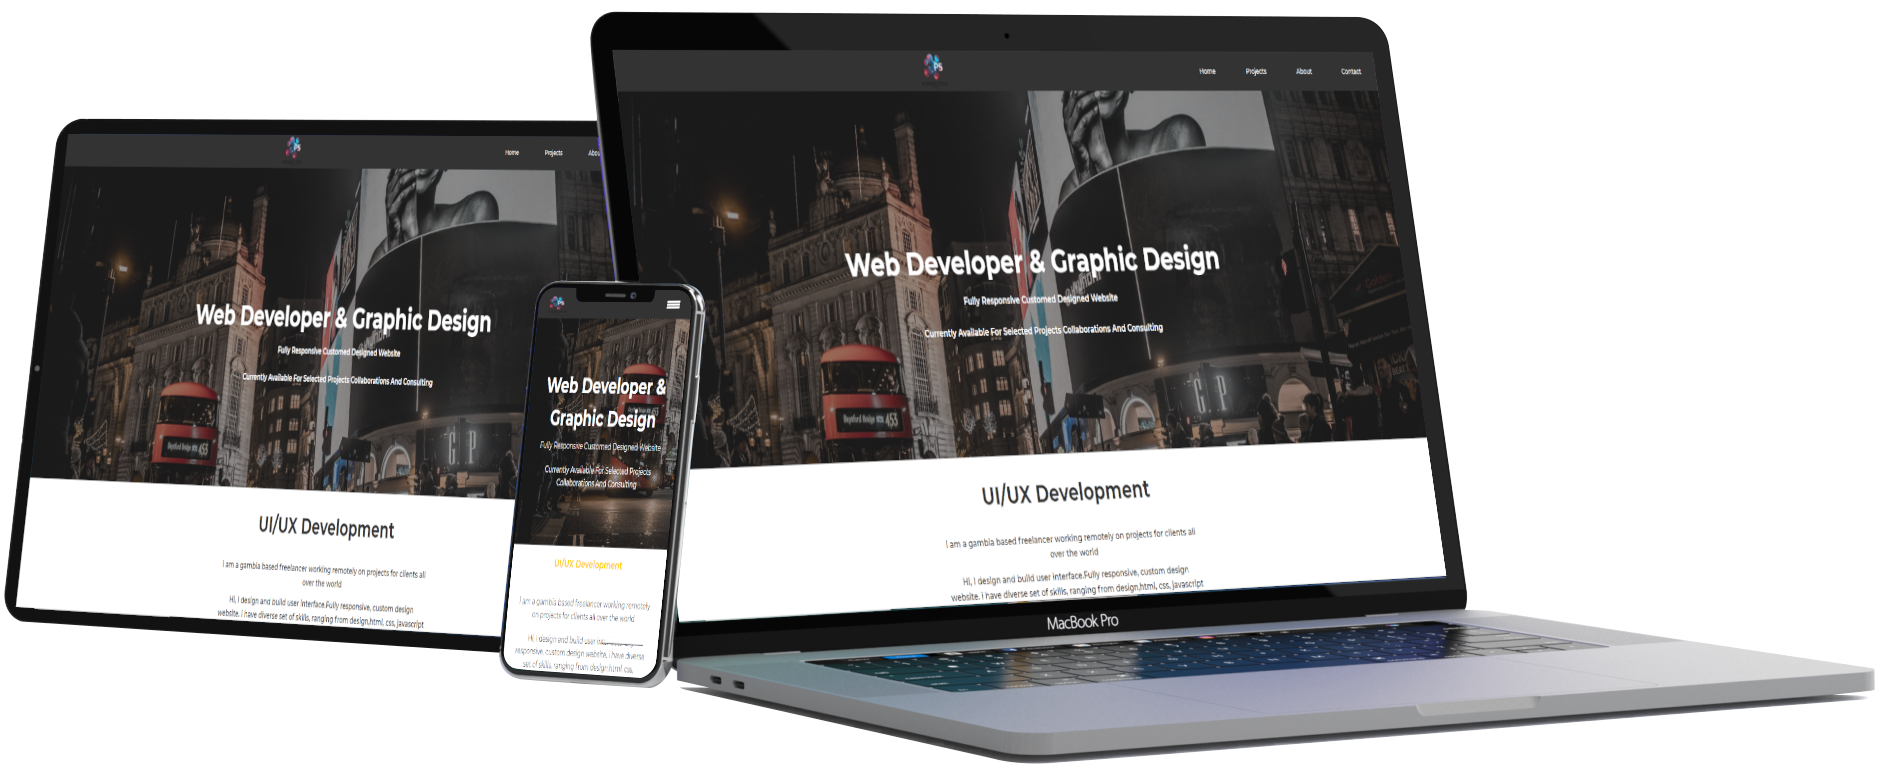 PS
Home Projects About Contact
Web Developer & Graphic Design
Fully Responsive Customed Designed Website
Currently Available For Selected Projects Collaborations And Consulting
453
G P
UI/UX Development
I am a gambia based freelancer working remotely on projects for clients all
over the world
Hi, I design and build user interface.Fully responsive, custom design
website. i have diverse set of skills, ranging from design,html, css, javascript
MacBook Pro
PS
Home Projects Abou
Web Developer & Graphic Design
Fully Responsive Customed Designed Website
Currently Available For Selected Projects Collaborations And Consulting
453
G P
UI/UX Development
I am a gambia based freelancer working remotely on projects for clients all
over the world
Hi, I design and build user interface.Fully responsive, custom design
website. i have diverse set of skills, ranging from design,html, css, javascript
Web Developer &
Graphic Design
Fully Responsive Customed Designed Website
Currently Available For Selected Projects
Collaborations And Consulting
UI/UX Development
I am a gambia based freelancer working remotely
on projects for clients all over the world
Hi, I design and build user
responsive, custom design website, i have diverse
set of skills, ranging from design,html, css,